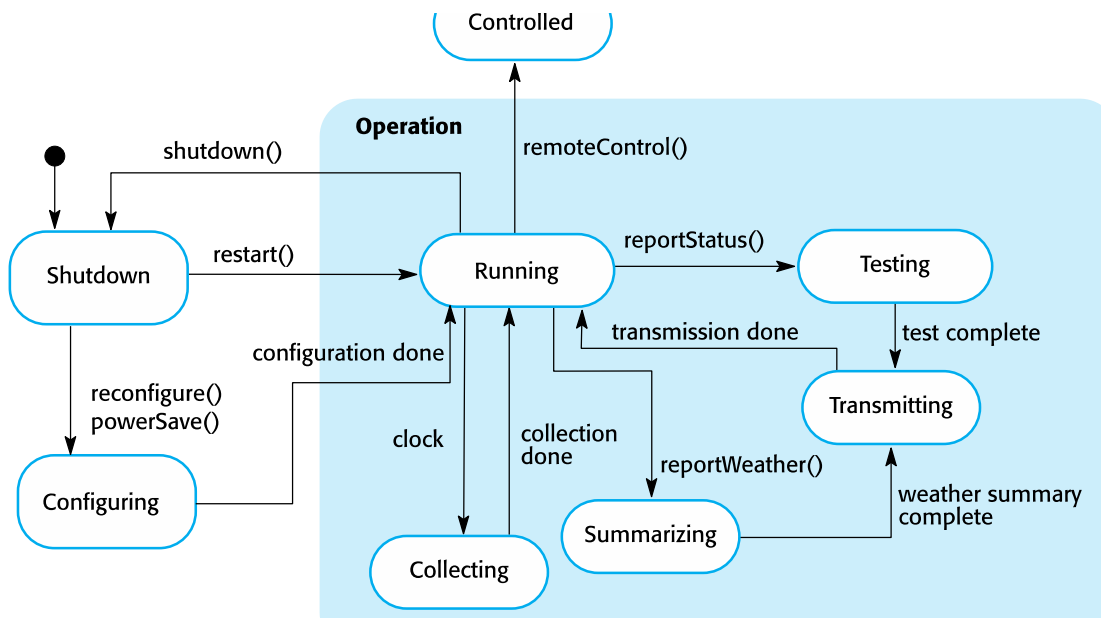 Controlled
Operation
shutdown()
remoteControl()
restart()
reportStatus()
Shutdown
Running
Testing
configuration done
transmission done
test complete
reconfigure()
powerSave()
clock
collection
done
Transmitting
reportWeather()
Configuring
weather summary
complete
Summarizing
Collecting